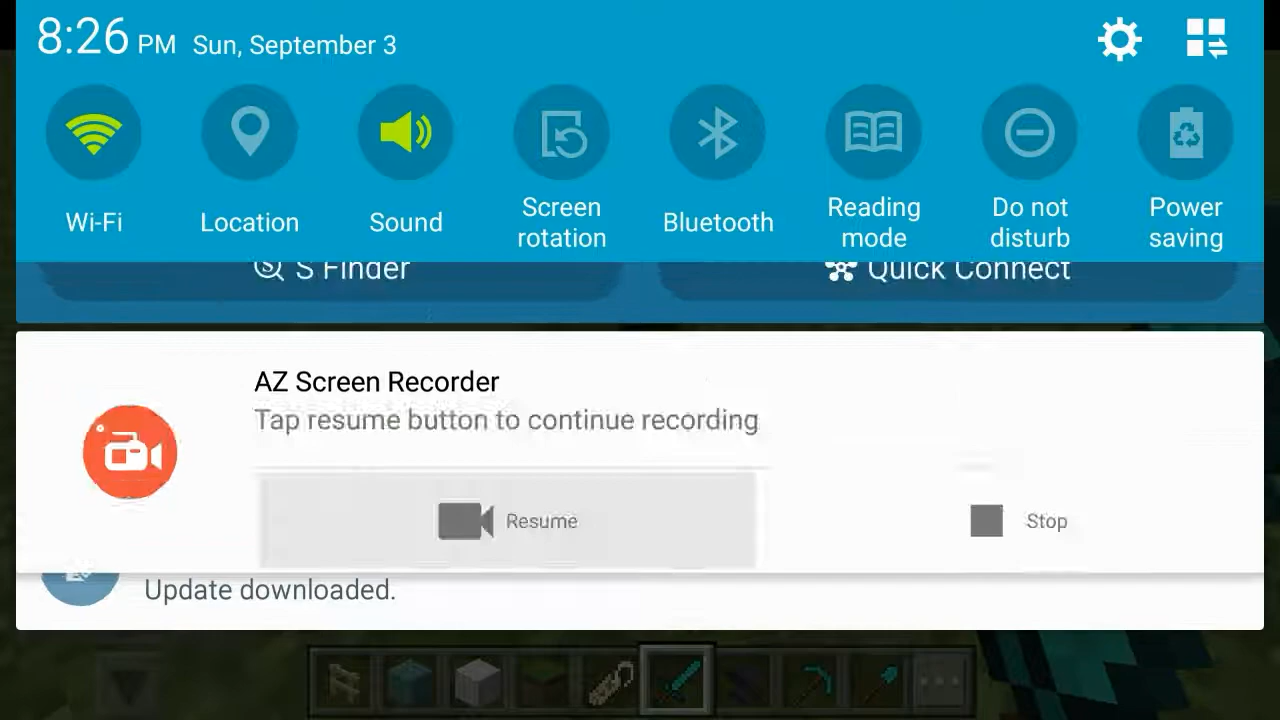 8:26 PM Sun, September 3
Wi-Fi
Location
Sound
Screen
rotation
Bluetooth
Reading
mode
Do not
disturb
Power
saving
S Finder
Quick Connect
AZ Screen Recorder
Tap resume button to continue recording
Resume
Stop
Update downloaded.